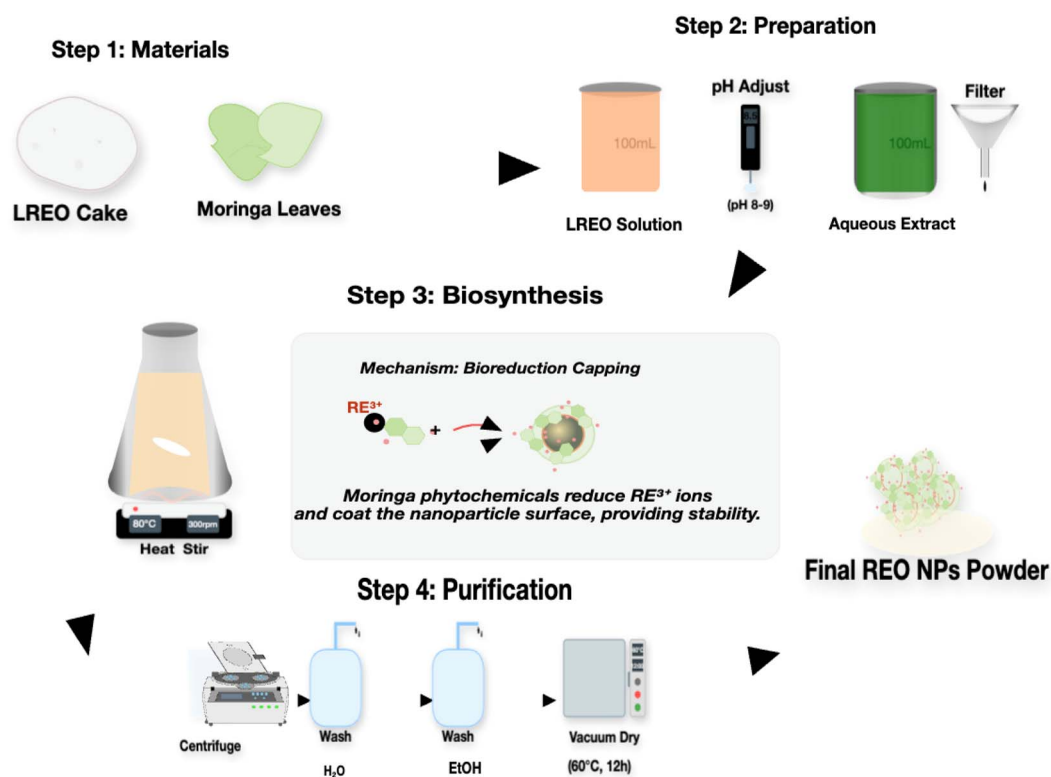 Step 1: Materials
LREO Cake
Moringa Leaves
Step 2: Preparation
100mL
LREO Solution
pH Adjust
8.5
(pH 8-9)
100mL
Aqueous Extract
Filter
Step 3: Biosynthesis
80°C
300rpm
Heat Stir
Mechanism: Bioreduction Capping
RE³⁺
+
Moringa phytochemicals reduce RE³⁺ ions
and coat the nanoparticle surface, providing stability.
Step 4: Purification
Centrifuge
Wash
H₂O
Wash
EtOH
Vacuum Dry
(60°C, 12h)
Final REO NPs Powder